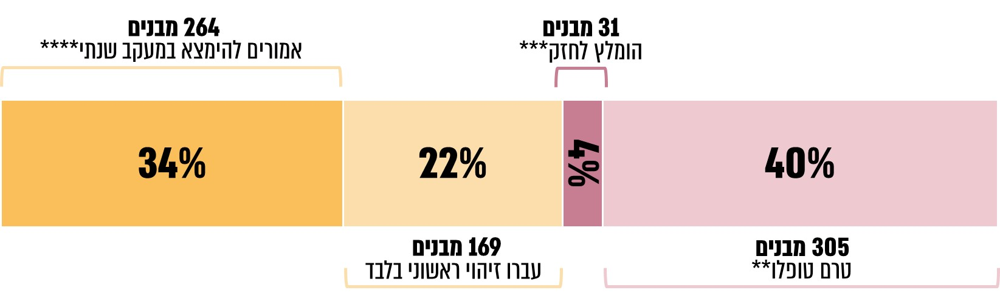 31 מבנים
הומלץ לחזק***
264 מבנים
אמורים להימצא במעקב שנתי****
40%
4%
22%
34%
305 מבנים
טרם טופלו**
169 מבנים
עברו זיהוי ראשוני בלבד